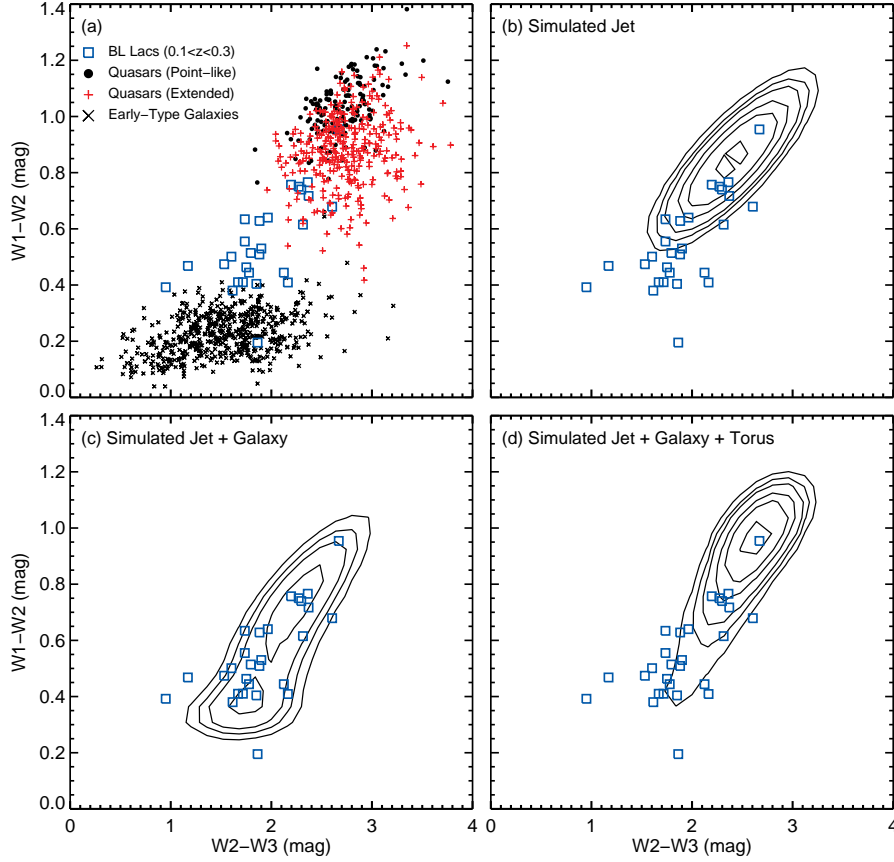 (a)
BL Lacs (0.1<z<0.3)
Quasars (Point-like)
Quasars (Extended)
Early-Type Galaxies
W1-W2 (mag)
1.4
1.2
1.0
0.8
0.6
0.4
0.2
0.0
(b) Simulated Jet
(c) Simulated Jet + Galaxy
W1-W2 (mag)
1.4
1.2
1.0
0.8
0.6
0.4
0.2
0.0
0 1 2 3 4
W2-W3 (mag)
(d) Simulated Jet + Galaxy + Torus
0 1 2 3 4
W2-W3 (mag)